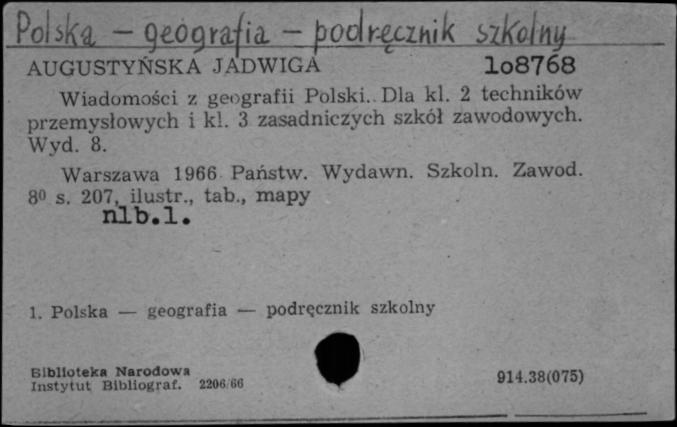 Polska — geografia — podręcznik szkolny
AUGUSTYŃSKA JADWIGA 1o8768
Wiadomości z geografii Polski. Dla kl. 2 techników
przemysłowych i kl. 3 zasadniczych szkół zawodowych.
Wyd. 8.
Warszawa 1966 Państw. Wydawn. Szkoln. Zawod.
8⁰ s. 207, ilustr., tab., mapy
nlb.1.
1. Polska — geografia — podręcznik szkolny
Biblioteka Narodowa
Instytut Bibliograf. 2206/66
914.38(075)